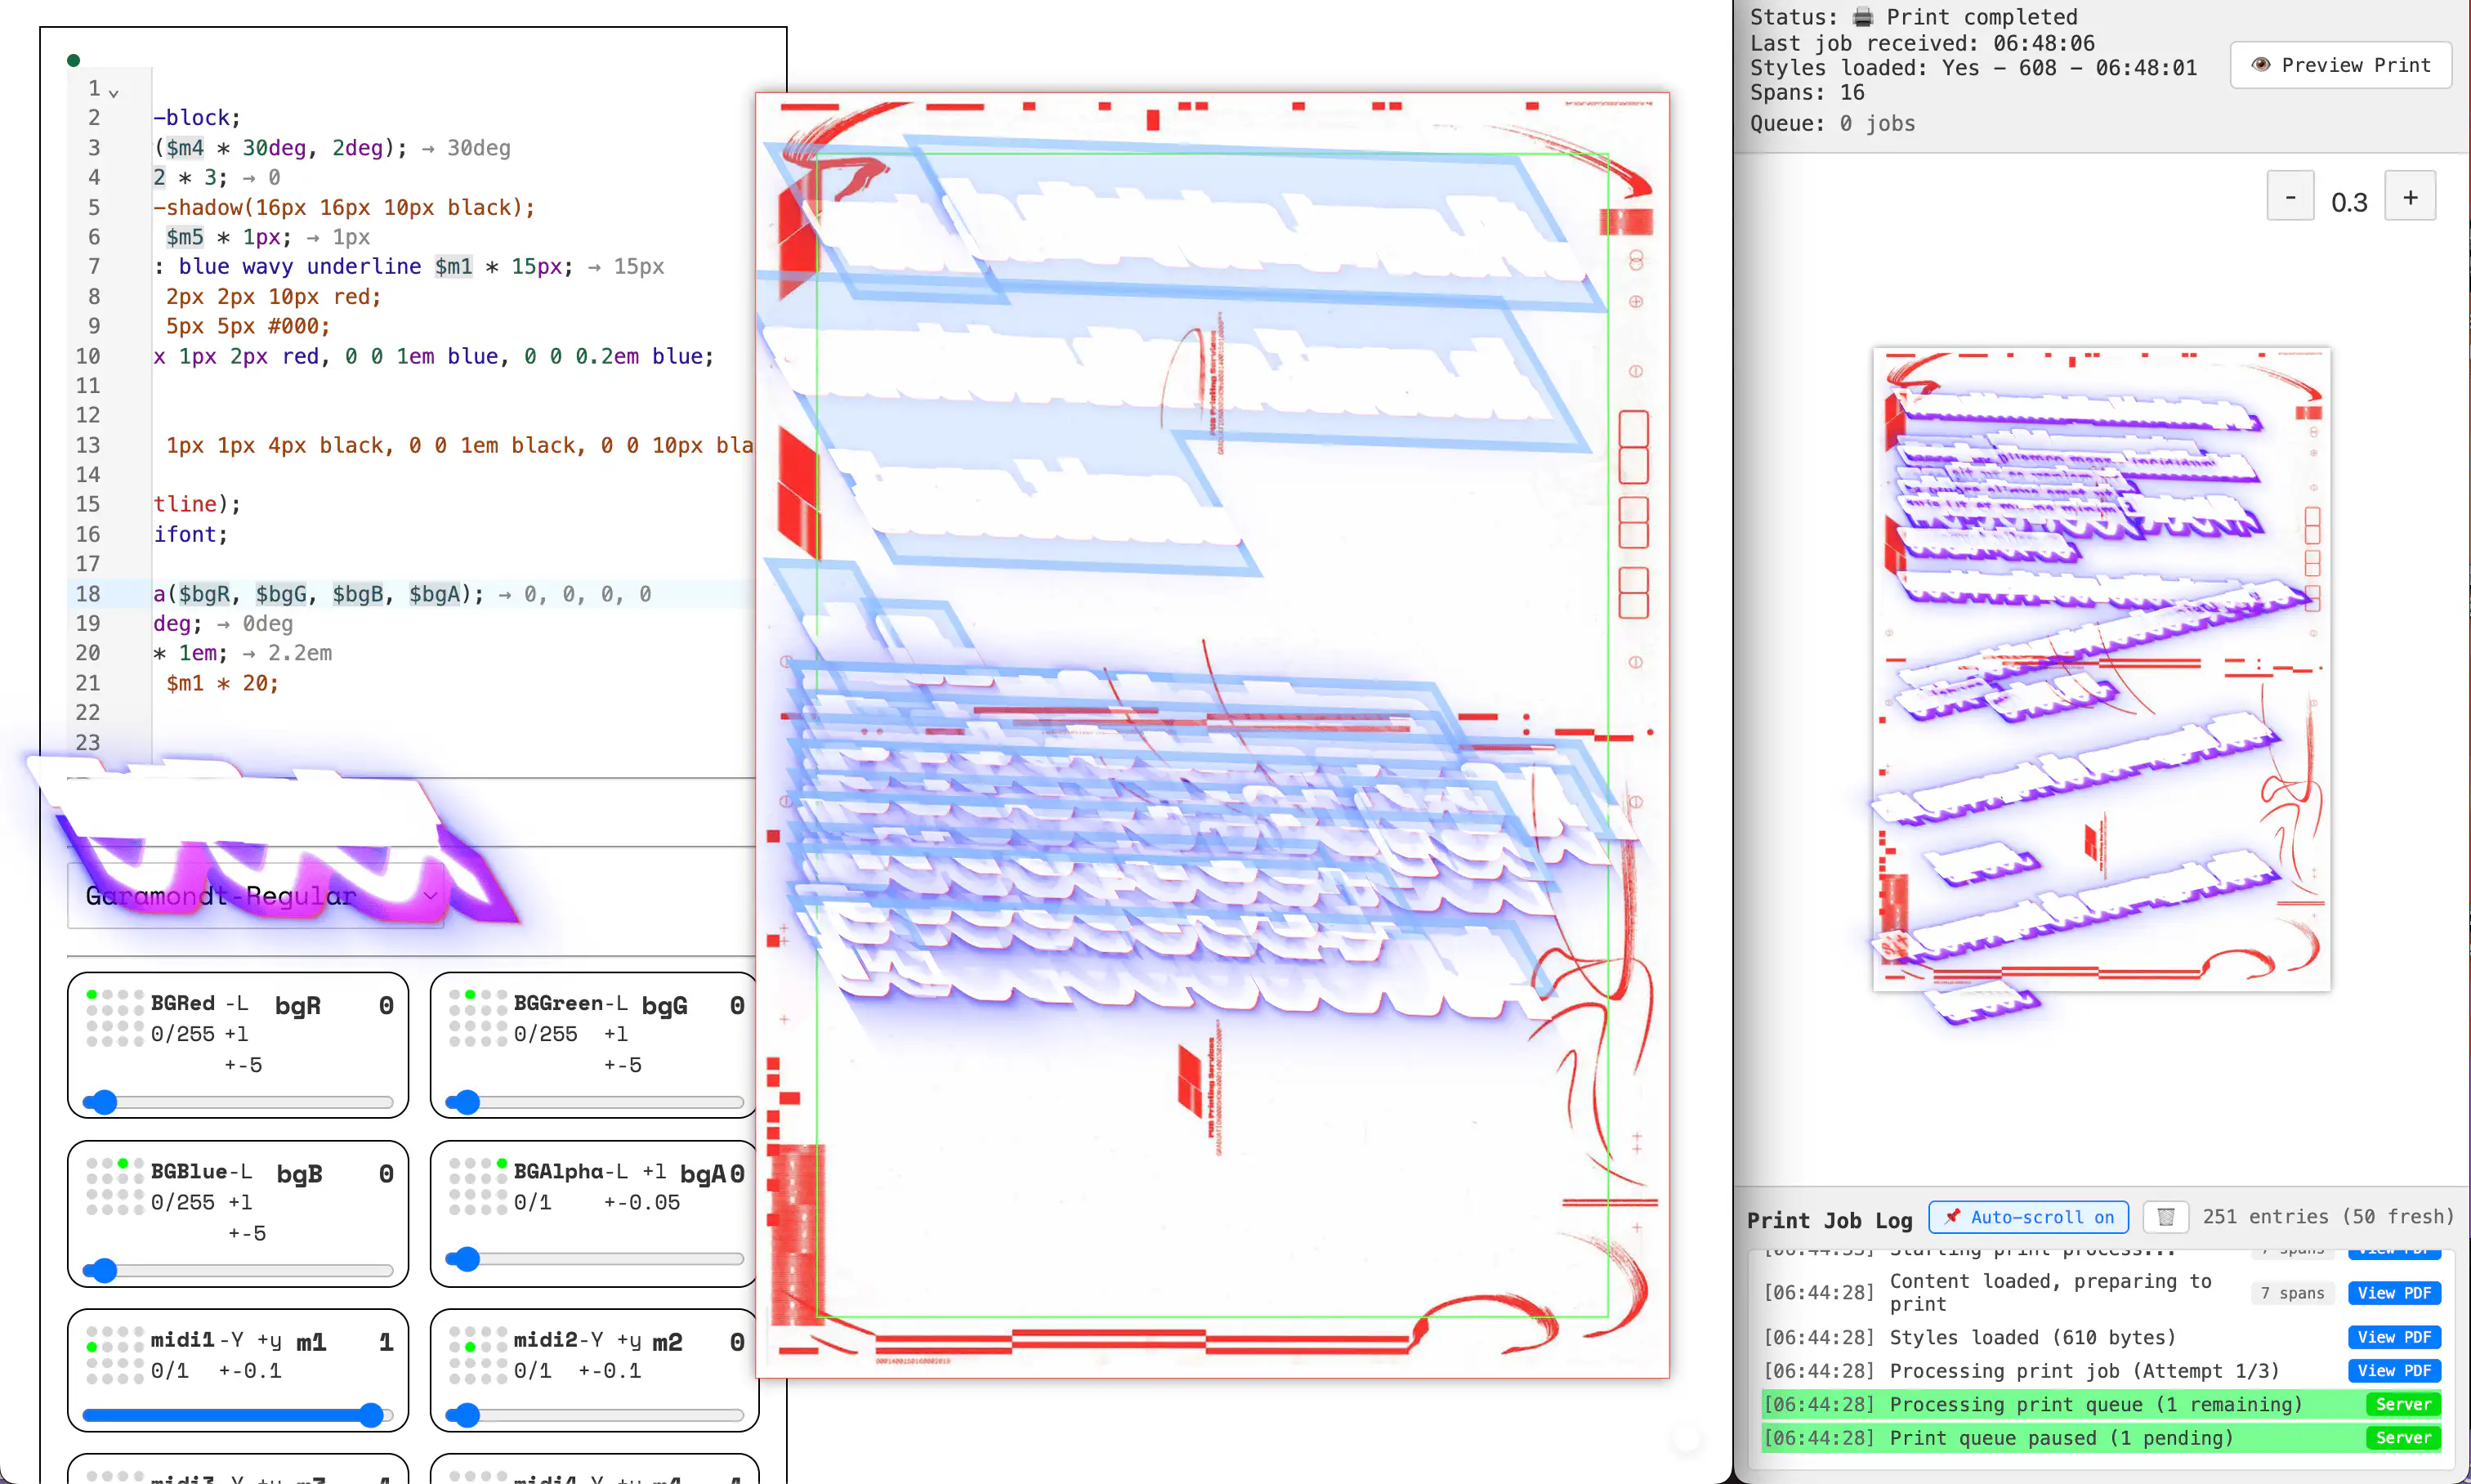 1
2 -block;
3 ($m4 * 30deg, 2deg); → 30deg
4 2 * 3; → 0
5 -shadow(16px 16px 10px black);
6 $m5 * 1px; → 1px
7 : blue wavy underline $m1 * 15px; → 15px
8 2px 2px 10px red;
9 5px 5px #000;
10 x 1px 2px red, 0 0 1em blue, 0 0 0.2em blue;
11
12
13 1px 1px 4px black, 0 0 1em black, 0 0 10px bla
14
15 tline);
16 ifont;
17
18 a($bgR, $bgG, $bgB, $bgA); → 0, 0, 0, 0
19 deg; → 0deg
20 * 1em; → 2.2em
21 $m1 * 20;
22
23
Garamondt-Regular
BGRed -L bgR 0
0/255 +l
+-5
BGGreen-L bgG 0
0/255 +l
+-5
BGBlue-L bgB 0
0/255 +l
+-5
BGAlpha-L +l bgA 0
0/1 +-0.05
midi1-Y +y m1 1
0/1 +-0.1
midi2-Y +y m2 0
0/1 +-0.1
PUB Printing Services
PUB Printing Services
Status: 🖨 Print completed
Last job received: 06:48:06
Styles loaded: Yes – 608 – 06:48:01
Spans: 16
Queue: 0 jobs
👁 Preview Print
- 0.3 +
Print Job Log 📌 Auto-scroll on 🗑 251 entries (50 fresh)
Starting print process... 7 spans View PDF
[06:44:28] Content loaded, preparing to print 7 spans View PDF
[06:44:28] Styles loaded (610 bytes) View PDF
[06:44:28] Processing print job (Attempt 1/3) View PDF
[06:44:28] Processing print queue (1 remaining) Server
[06:44:28] Print queue paused (1 pending) Server